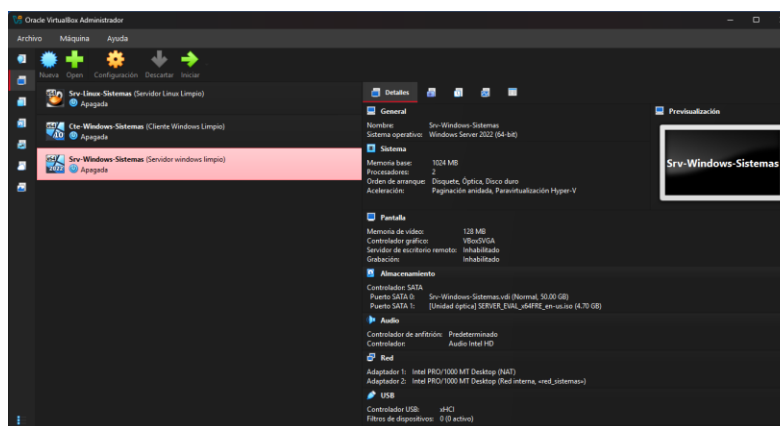 Oracle VirtualBox Administrador
Archivo Máquina Ayuda
Nueva Open Configuración Descartar Iniciar
Srv-Linux-Sistemas (Servidor Linux Limpio)
Apagada
Cte-Windows-Sistemas (Cliente Windows Limpio)
Apagada
Srv-Windows-Sistemas (Servidor windows limpio)
Apagada
Detalles
General
Nombre: Srv-Windows-Sistemas
Sistema operativo: Windows Server 2022 (64-bit)
Sistema
Memoria base: 1024 MB
Procesadores: 2
Orden de arranque: Disquete, Óptica, Disco duro
Aceleración: Paginación anidada, Paravirtualización Hyper-V
Pantalla
Memoria de vídeo: 128 MB
Controlador gráfico: VBoxSVGA
Servidor de escritorio remoto: Inhabilitado
Grabación: Inhabilitado
Almacenamiento
Controlador: SATA
Puerto SATA 0: Srv-Windows-Sistemas.vdi (Normal, 50.00 GB)
Puerto SATA 1: [Unidad óptica] SERVER_EVAL_x64FRE_en-us.iso (4.70 GB)
Audio
Controlador de anfitrión: Predeterminado
Controlador: Audio Intel HD
Red
Adaptador 1: Intel PRO/1000 MT Desktop (NAT)
Adaptador 2: Intel PRO/1000 MT Desktop (Red interna, «red_sistemas»)
USB
Controlador USB: xHCI
Filtros de dispositivos: 0 (0 activo)
Previsualización
Srv-Windows-Sistemas